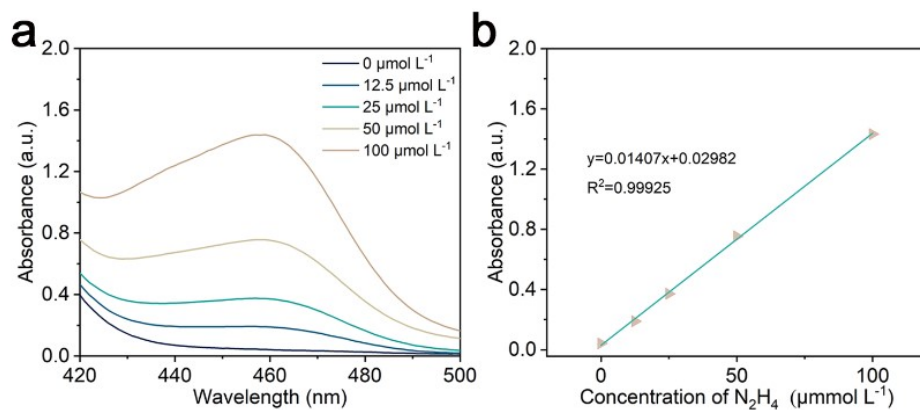 a
2.0
1.6
1.2
0.8
0.4
0.0
Absorbance (a.u.)
0 μmol L⁻¹
12.5 μmol L⁻¹
25 μmol L⁻¹
50 μmol L⁻¹
100 μmol L⁻¹
420 440 460 480 500
Wavelength (nm)
b
2.0
1.6
1.2
0.8
0.4
0.0
Absorbance (a.u.)
y=0.01407x+0.02982
R²=0.99925
0 50 100
Concentration of N₂H₄ (μmmol L⁻¹)